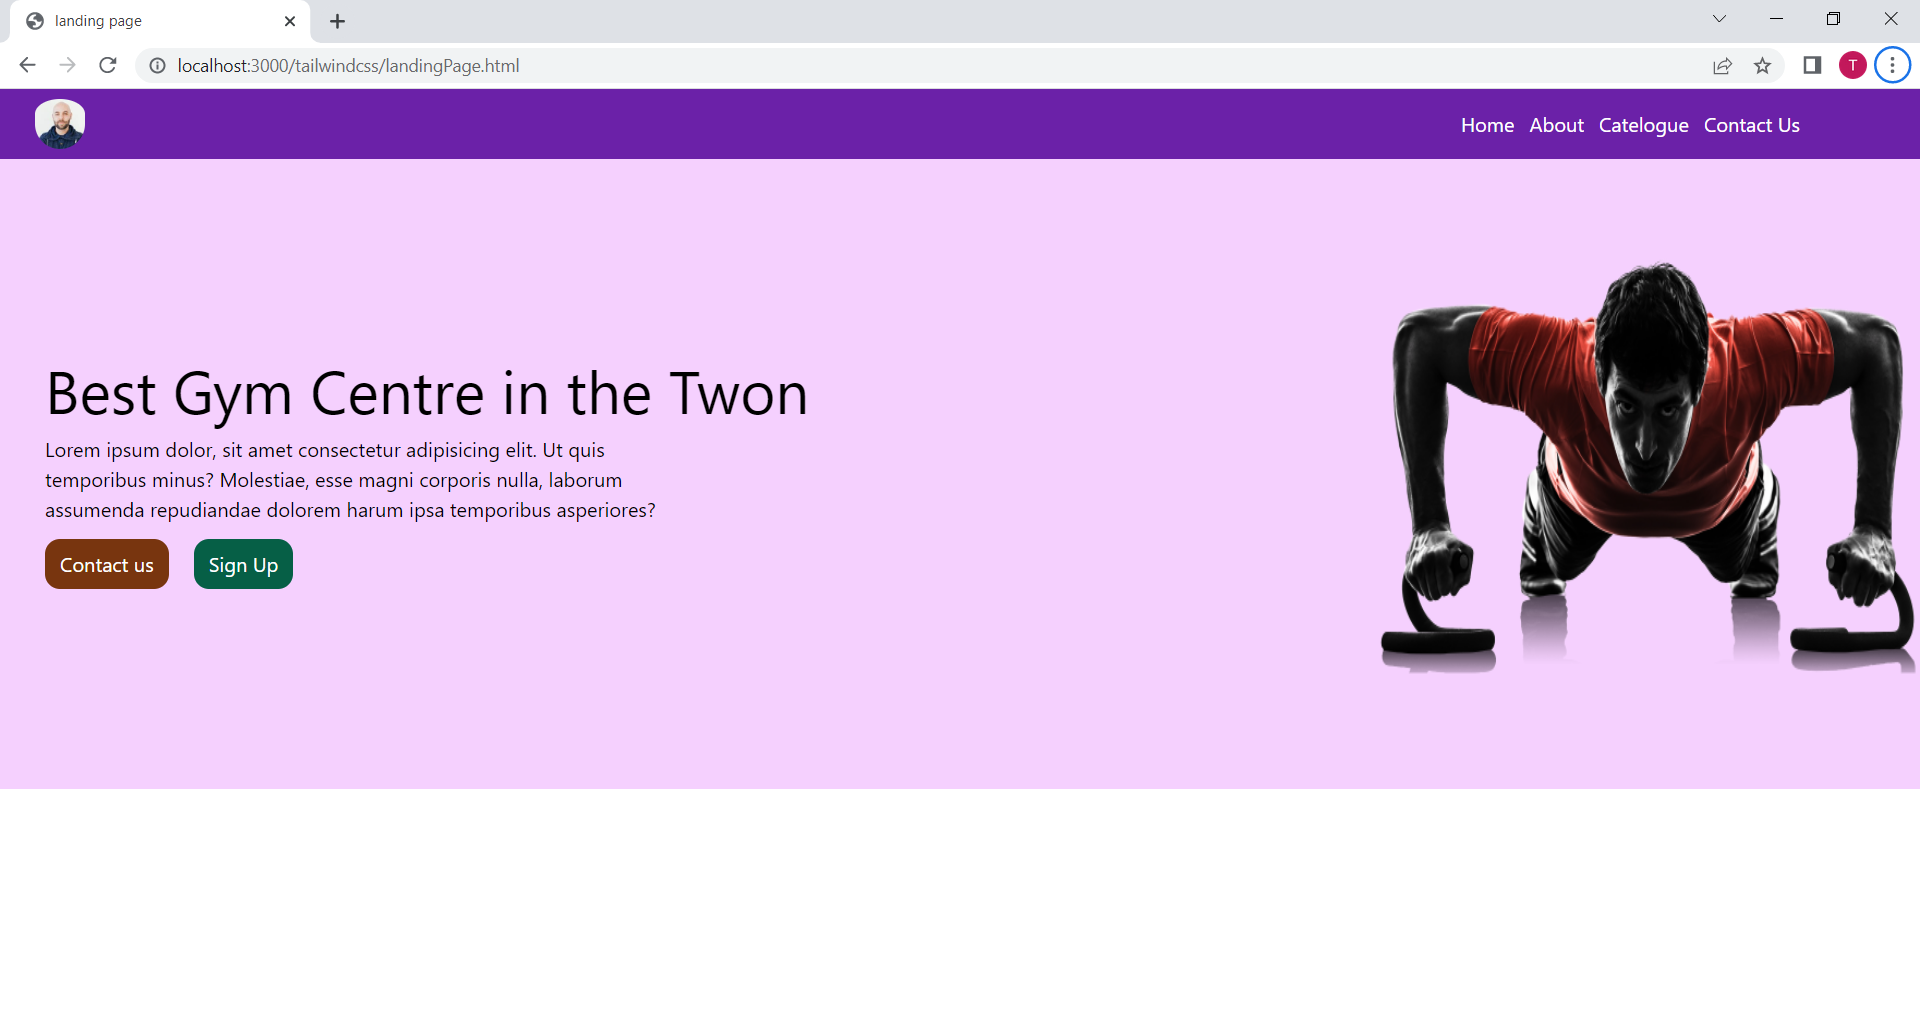 landing page
localhost:3000/tailwindcss/landingPage.html
T
Home About Catelogue Contact Us
Best Gym Centre in the Twon
Lorem ipsum dolor, sit amet consectetur adipisicing elit. Ut quis
temporibus minus? Molestiae, esse magni corporis nulla, laborum
assumenda repudiandae dolorem harum ipsa temporibus asperiores?
Contact us Sign Up